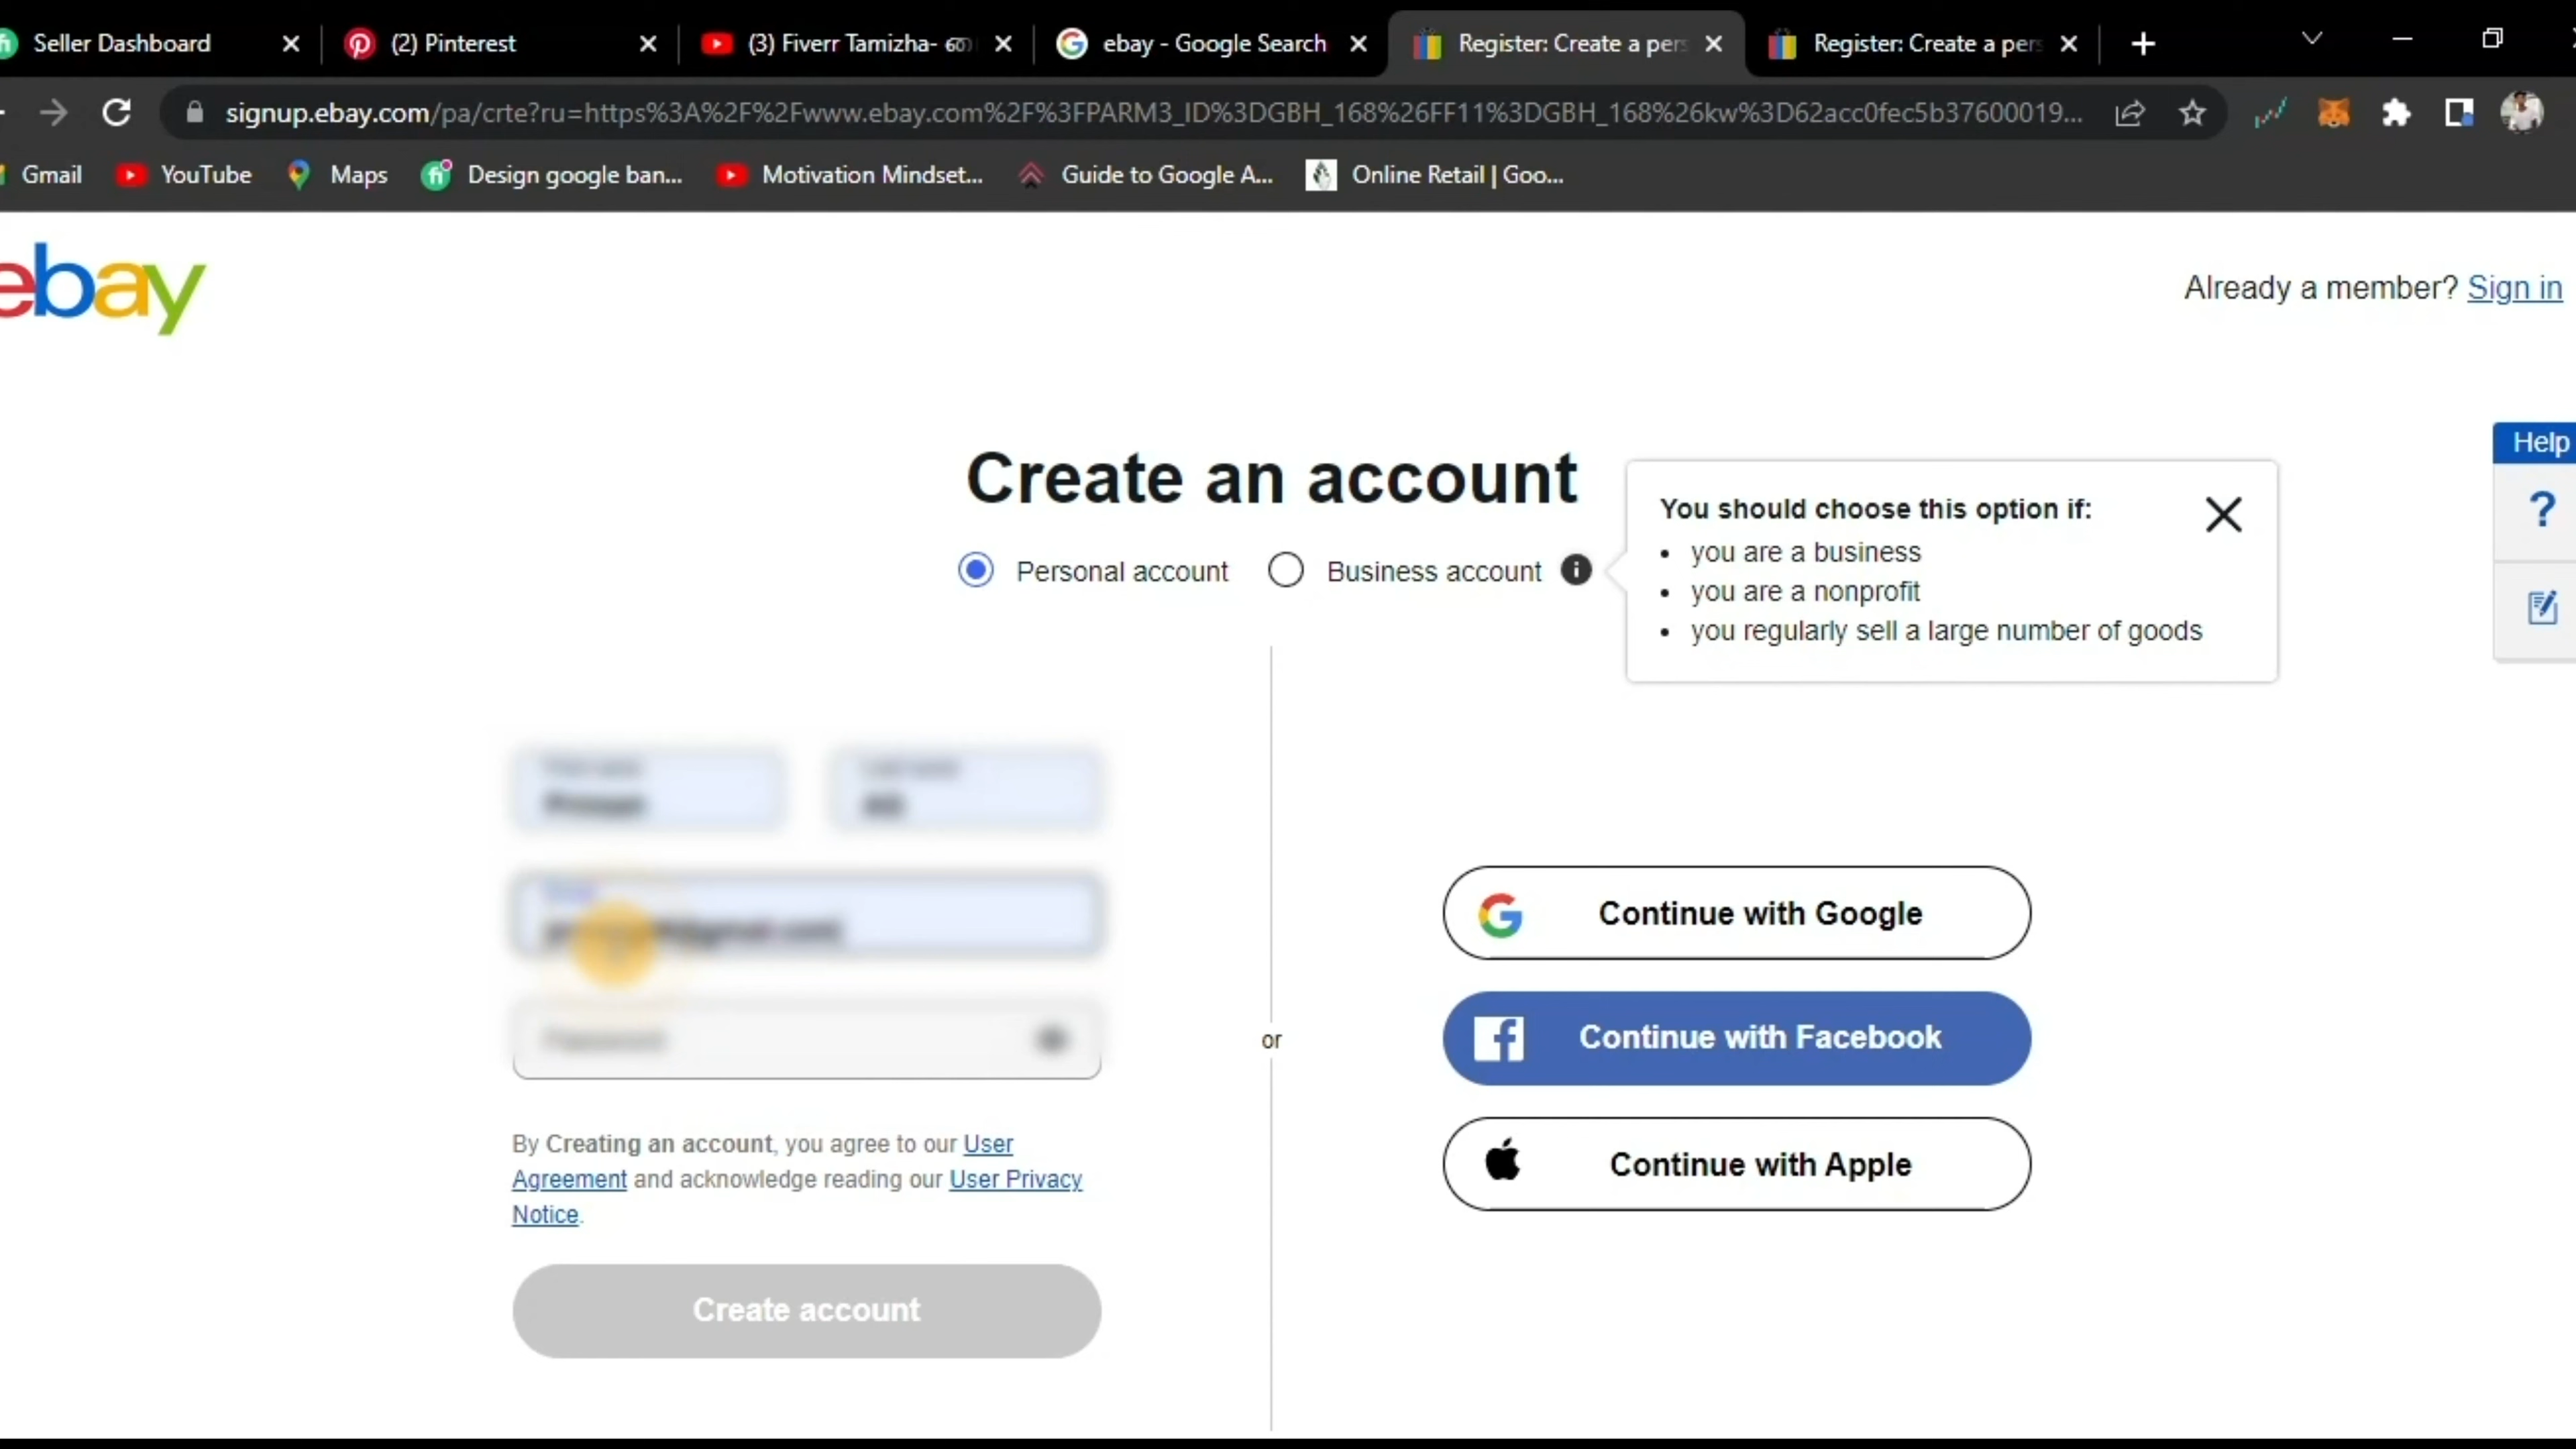 Seller Dashboard
(2) Pinterest
(3) Fiverr Tamizha-
ebay - Google Search
Register: Create a pers
Register: Create a pers
signup.ebay.com/pa/crte?ru=https%3A%2F%2Fwww.ebay.com%2F%3FPARM3_ID%3DGBH_168%26FF11%3DGBH_168%26kw%3D62acc0fec5b37600019...
Gmail
YouTube
Maps
Design google ban...
Motivation Mindset...
Guide to Google A...
Online Retail | Goo...
ebay
Already a member? Sign in
Help
?
Create an account
Personal account
Business account
You should choose this option if:
• you are a business
• you are a nonprofit
• you regularly sell a large number of goods
Password
By Creating an account, you agree to our User
Agreement and acknowledge reading our User Privacy
Notice.
Create account
or
Continue with Google
Continue with Facebook
Continue with Apple